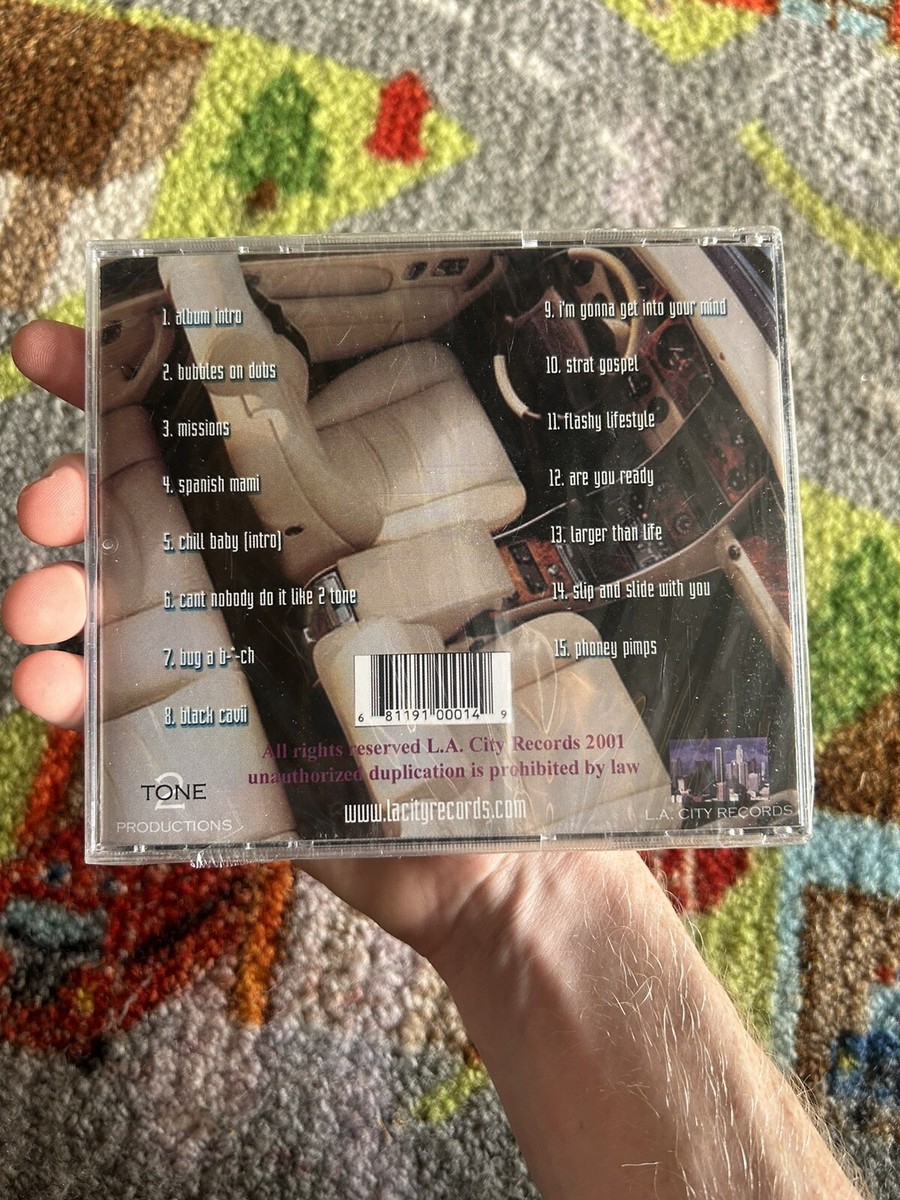 1. album intro
2. bubbles on dubs
3. missions
4. spanish mami
5. chill baby (intro)
6. cant nobody do it like 2 tone
7. bug a b-*-ch
8. black cavii
9. i'm gonna get into your mind
10. strat gospel
11. flashy lifestyle
12. are you ready
13. larger than life
14. slip and slide with you
15. phoney pimps
6 81191 00014 9
All rights reserved L.A. City Records 2001
unauthorized duplication is prohibited by law
www.lacityrecords.com
2 TONE
PRODUCTIONS
L.A. CITY RECORDS